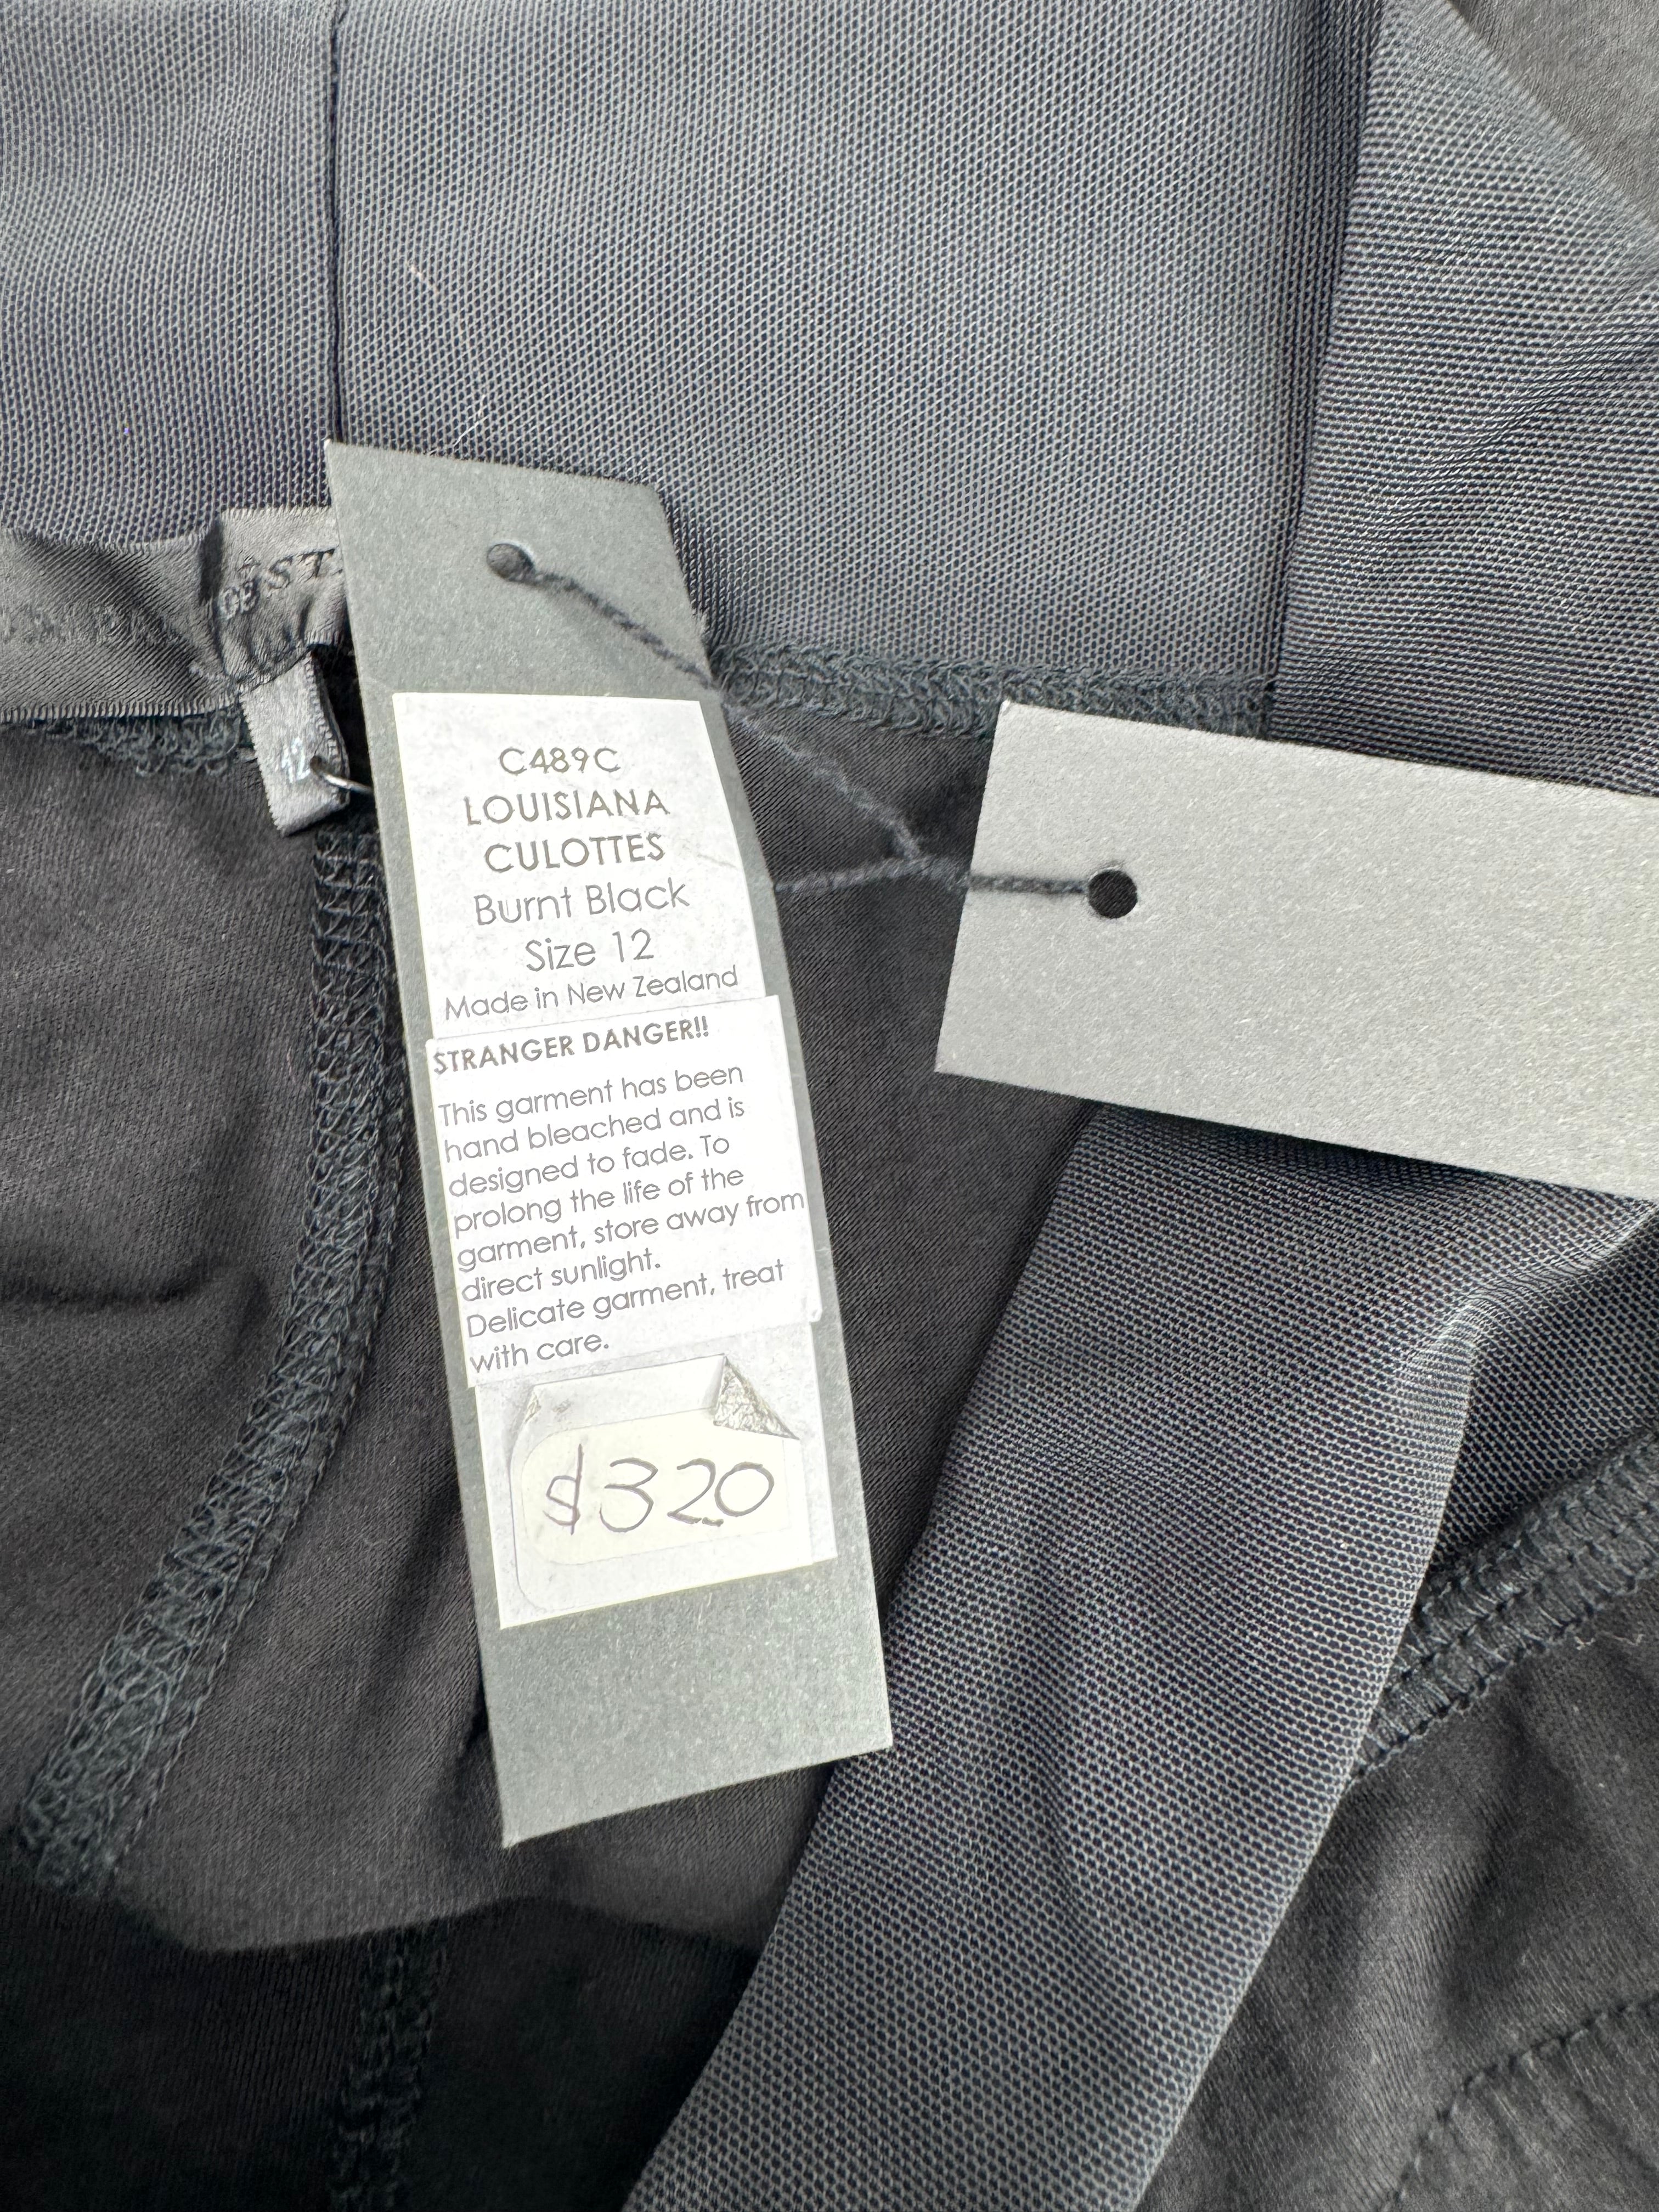 12
C489C
LOUISIANA
CULOTTES
Burnt Black
Size 12
Made in New Zealand
STRANGER DANGER!!
This garment has been
hand bleached and is
designed to fade. To
prolong the life of the
garment, store away from
direct sunlight.
Delicate garment, treat
with care.
$320